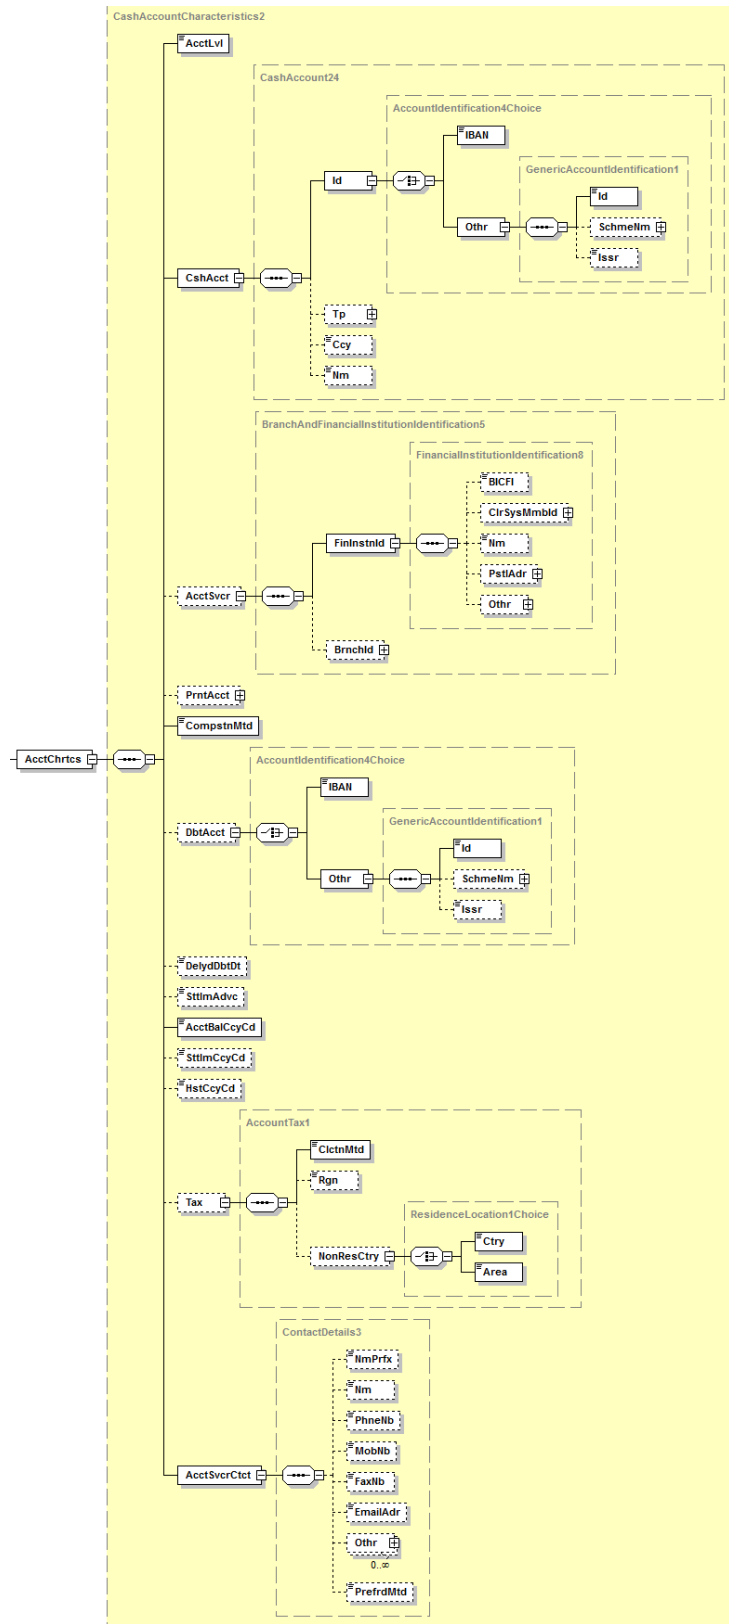 CashAccountCharacteristics2
AcctLvl
CashAccount24
AccountIdentification4Choice
IBAN
GenericAccountIdentification1
Id
Id
Othr
SchmeNm
Issr
CshAcct
Tp
Ccy
Nm
BranchAndFinancialInstitutionIdentification5
FinancialInstitutionIdentification8
BICFI
ClrSysMmbId
FinInstnId
Nm
PstlAdr
AcctSvcr
Othr
BrnchId
PrntAcct
CompstnMtd
AcctChrtcs
AccountIdentification4Choice
IBAN
GenericAccountIdentification1
DbtAcct
Id
Othr
SchmeNm
Issr
DelydDbtDt
SttlmAdvc
AcctBalCcyCd
SttlmCcyCd
HstCcyCd
AccountTax1
ClctnMtd
Rgn
Tax
ResidenceLocation1Choice
Ctry
NonResCtry
Area
ContactDetails3
NmPrfx
Nm
PhneNb
MobNb
AcctSvcrCtct
FaxNb
EmailAdr
Othr
0..∞
PrefrdMtd